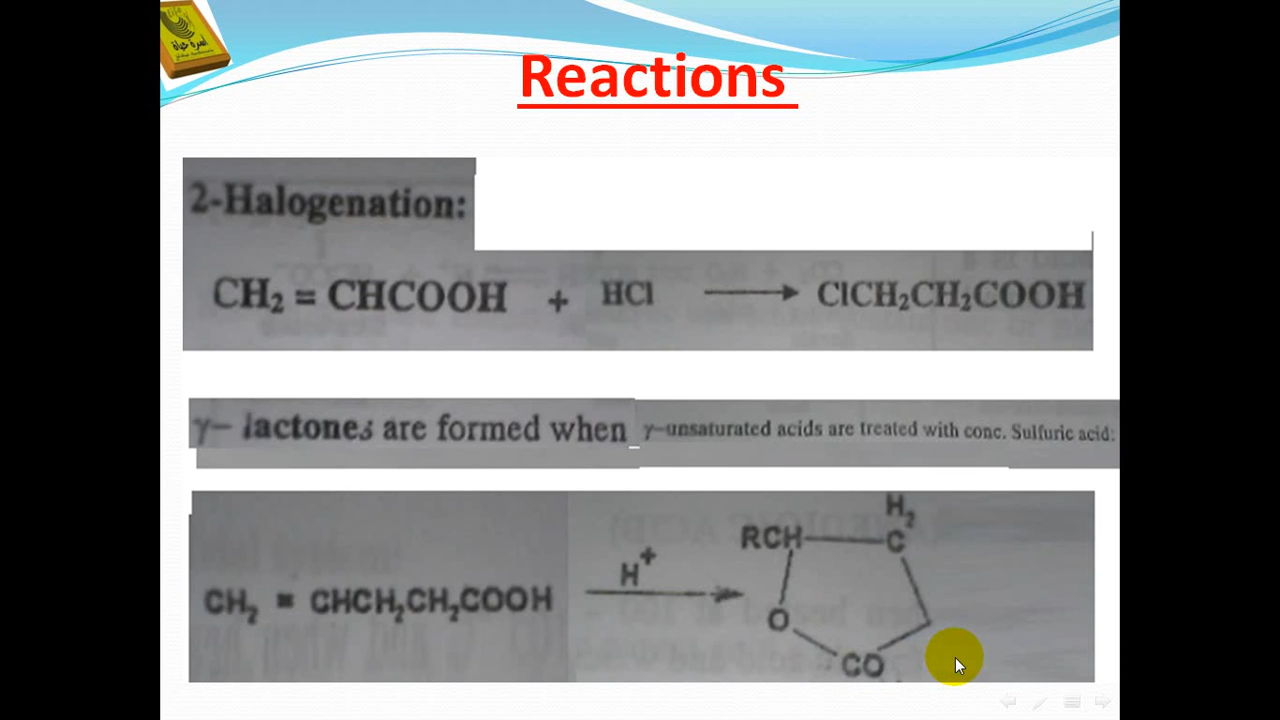 Reactions
2-Halogenation:
CH₂ = CHCOOH + HCl ⟶ ClCH₂CH₂COOH
γ– lactones are formed when γ–unsaturated acids are treated with conc. Sulfuric acid:
H₂
RCH C
H⁺
CH₂ = CHCH₂CH₂COOH ⟶
O
CO